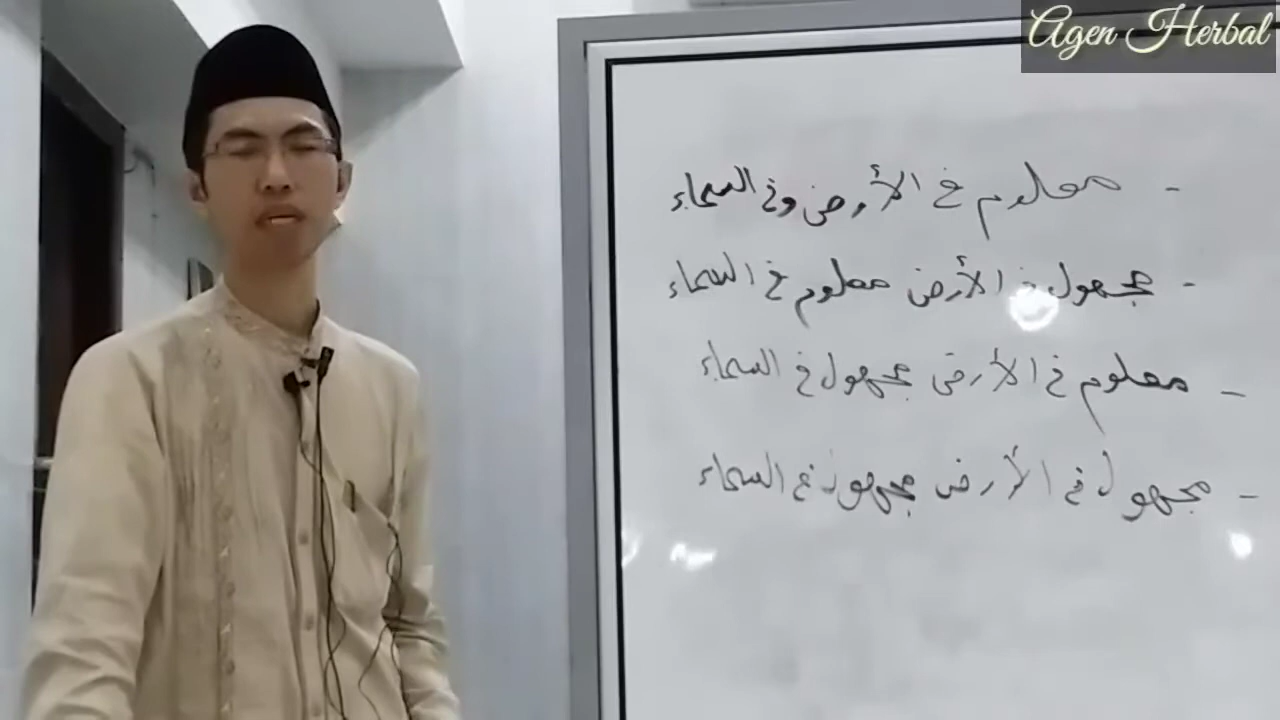 Agen Herbal
- معلوم في الأرض وفي السماء
- مجهول في الأرض معلوم في السماء
- معلوم في الأرض مجهول في السماء
- مجهول في الأرض مجهول في السماء